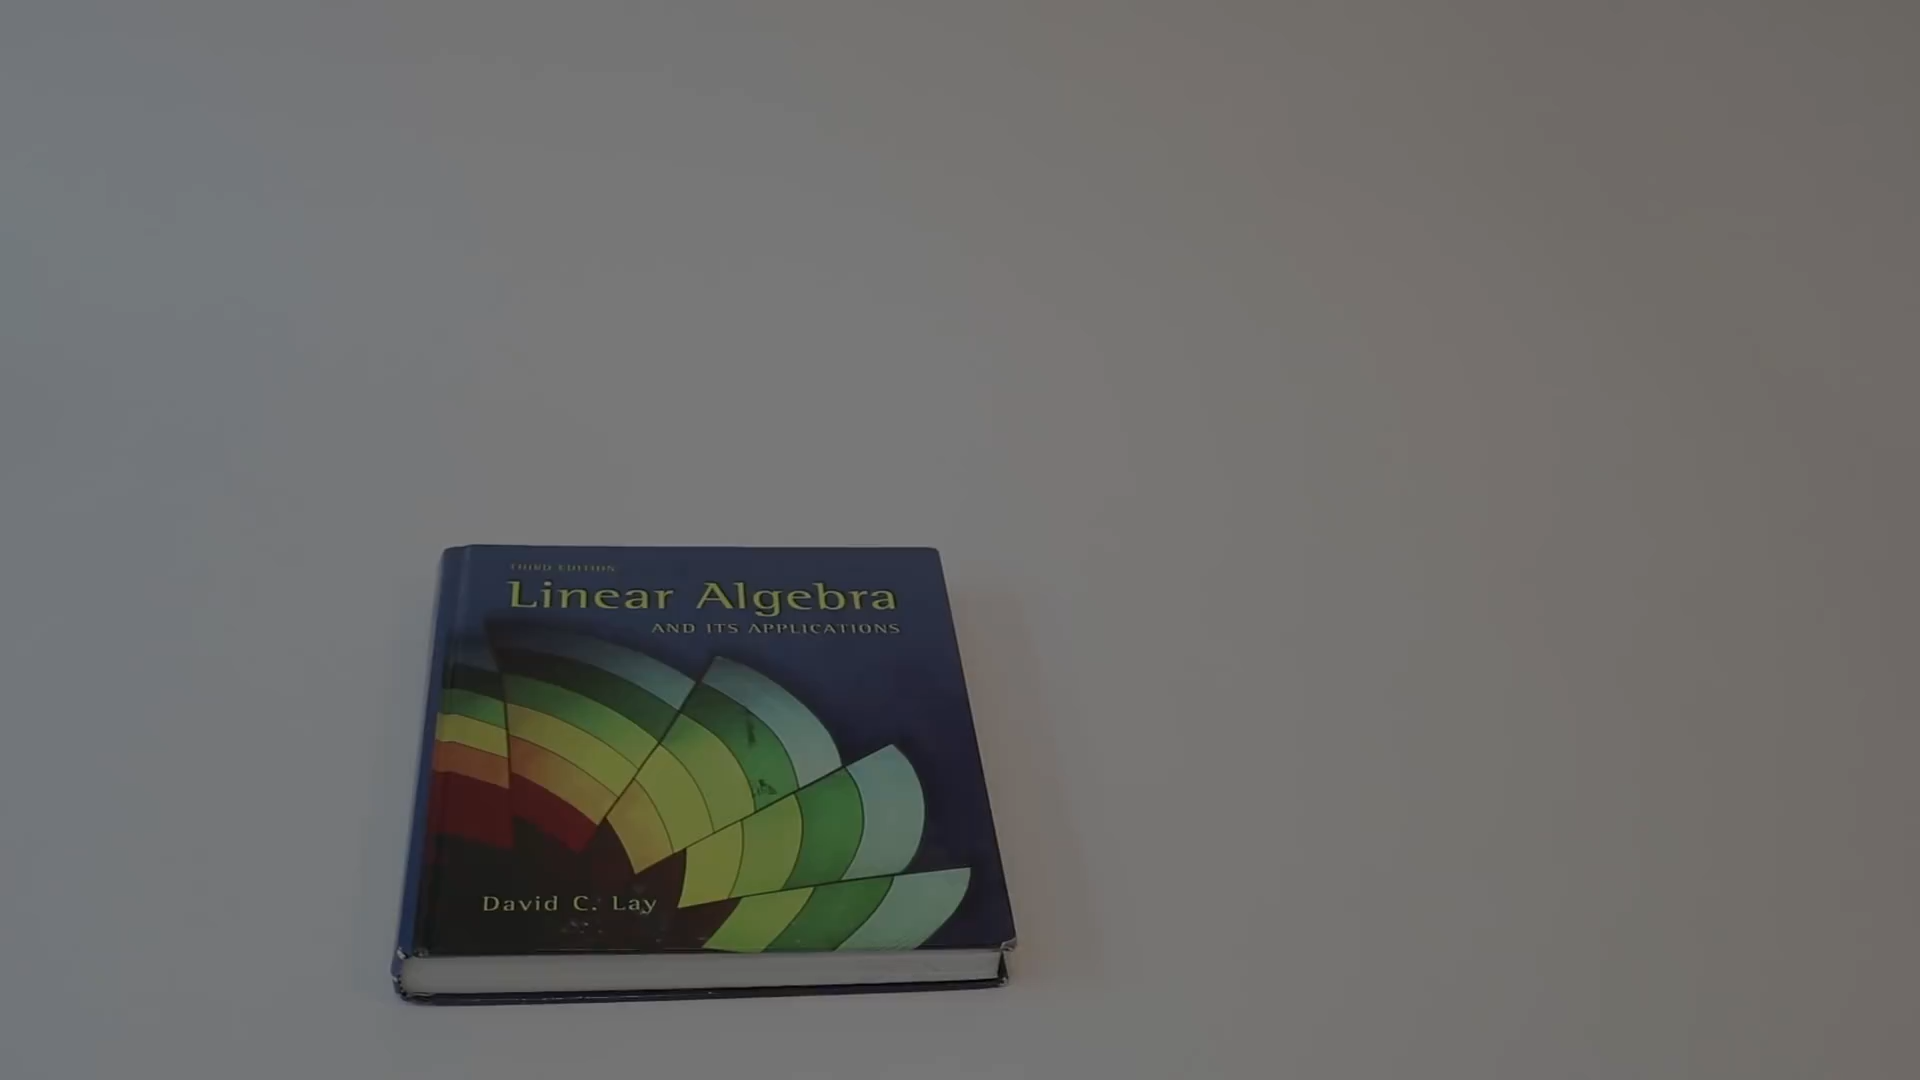 THIRD EDITION
Linear Algebra
AND ITS APPLICATIONS
David C. Lay